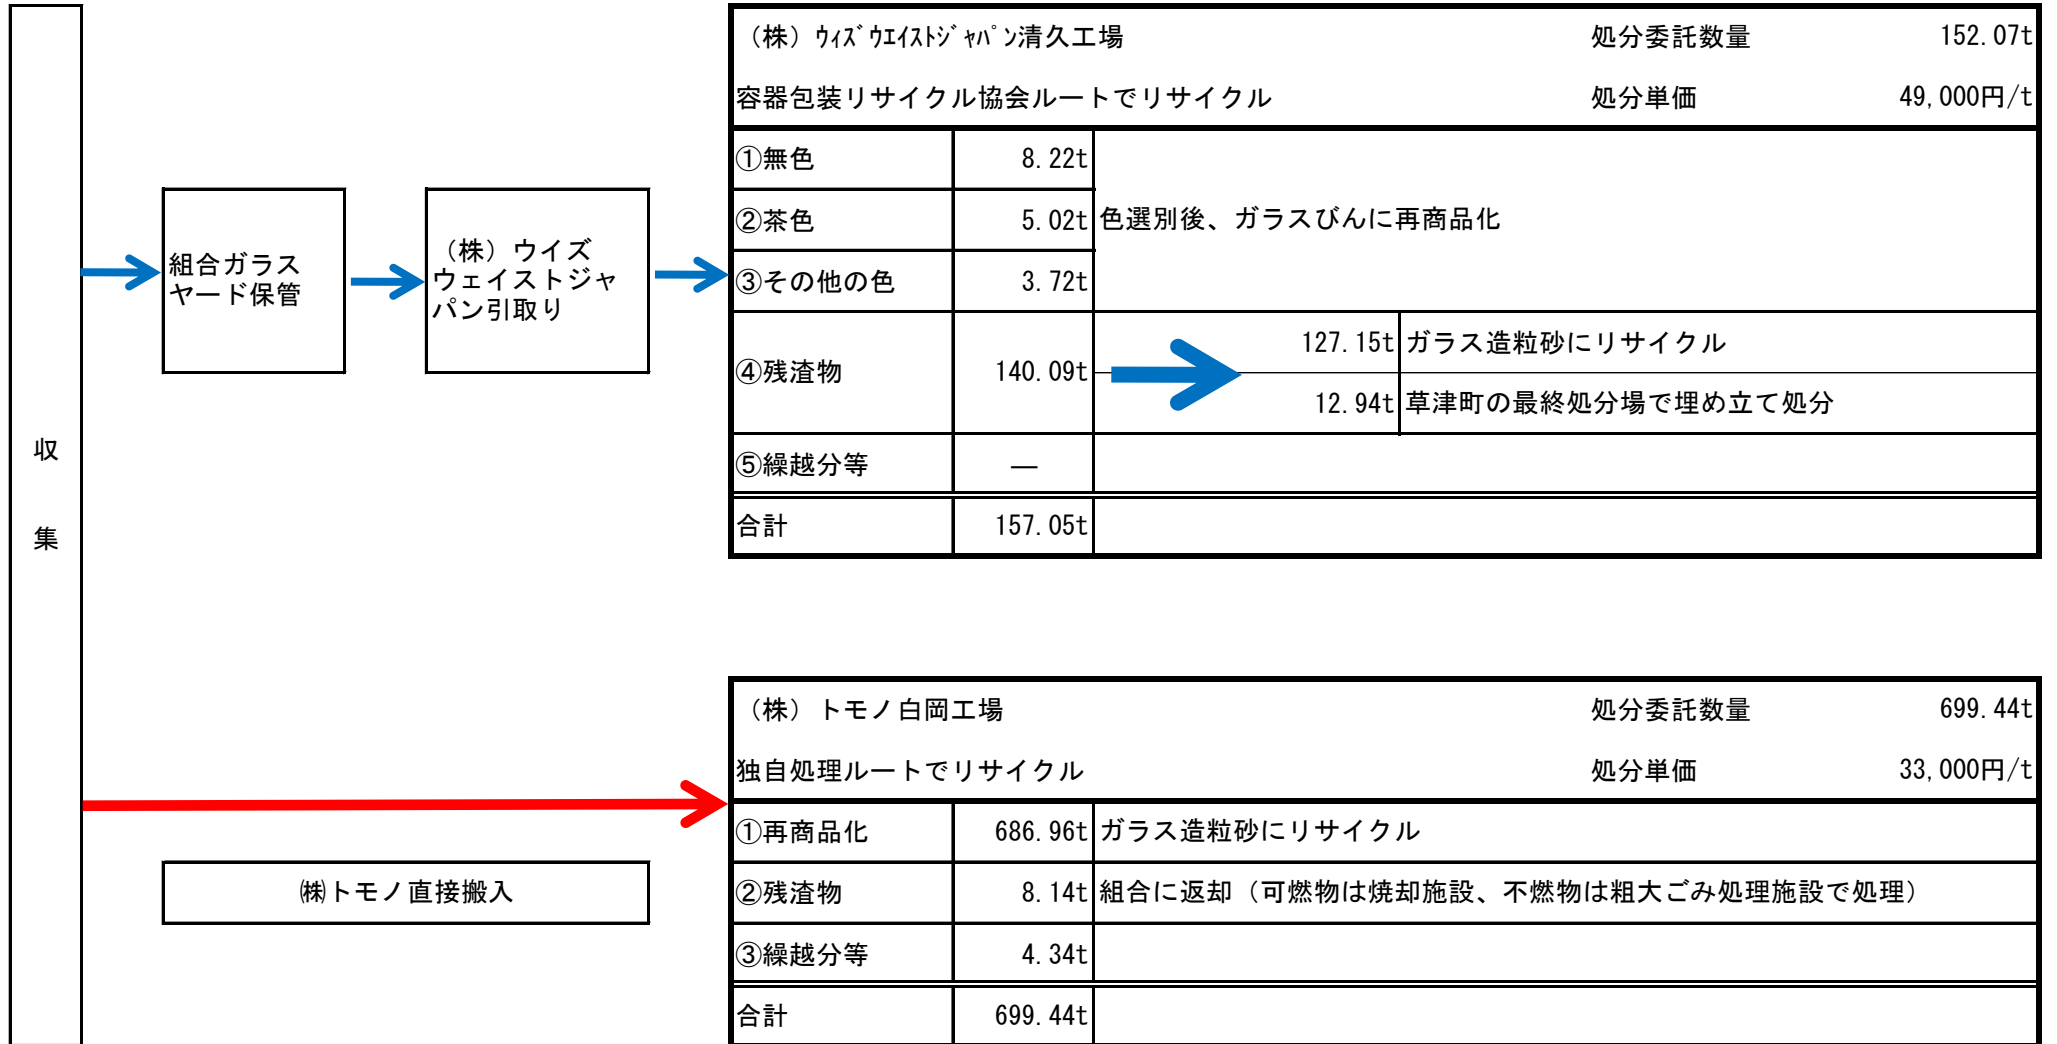 収
集
組合ガラス
ヤード保管
（株）ウイズ
ウェイストジャ
パン引取り
（株）ｳｨｽﾞｳｴｲｽﾄｼﾞｬﾊﾟﾝ清久工場 処分委託数量 152.07t
容器包装リサイクル協会ルートでリサイクル 処分単価 49,000円/t
①無色 8.22t
②茶色 5.02t 色選別後、ガラスびんに再商品化
③その他の色 3.72t
④残渣物 140.09t
127.15t ガラス造粒砂にリサイクル
12.94t 草津町の最終処分場で埋め立て処分
⑤繰越分等 ―
合計 157.05t
㈱トモノ直接搬入
（株）トモノ白岡工場 処分委託数量 699.44t
独自処理ルートでリサイクル 処分単価 33,000円/t
①再商品化 686.96t ガラス造粒砂にリサイクル
②残渣物 8.14t 組合に返却（可燃物は焼却施設、不燃物は粗大ごみ処理施設で処理）
③繰越分等 4.34t
合計 699.44t